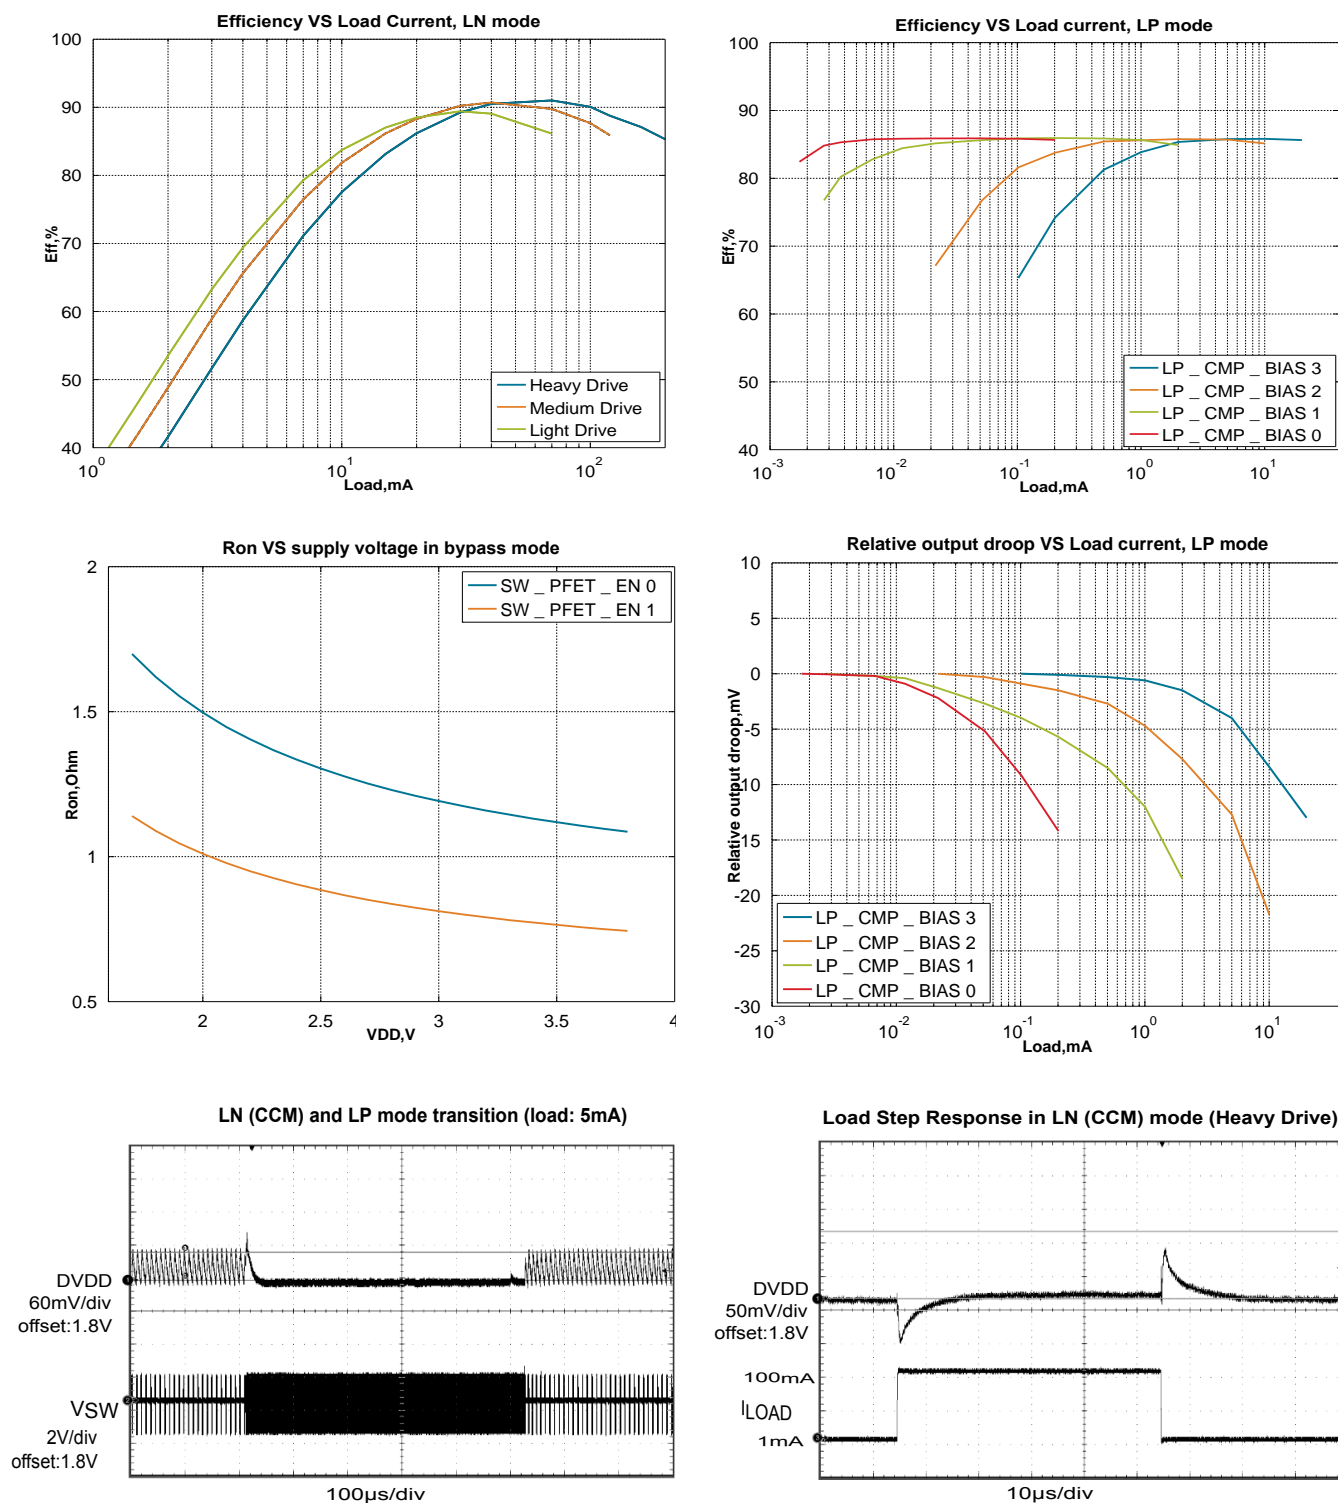 Efficiency VS Load Current, LN mode
100
90
80
70
60
50
40
Eff,%
Heavy Drive
Medium Drive
Light Drive
10^0
10^1
10^2
Load,mA
Efficiency VS Load current, LP mode
100
90
80
70
60
50
40
Eff,%
LP _ CMP _ BIAS 3
LP _ CMP _ BIAS 2
LP _ CMP _ BIAS 1
LP _ CMP _ BIAS 0
10^-3
10^-2
10^-1
10^0
10^1
Load,mA
Ron VS supply voltage in bypass mode
2
1.5
1
0.5
Ron,Ohm
SW _ PFET _ EN 0
SW _ PFET _ EN 1
2
2.5
3
3.5
4
VDD,V
Relative output droop VS Load current, LP mode
10
5
0
-5
-10
-15
-20
-25
-30
Relative output droop,mV
LP _ CMP _ BIAS 3
LP _ CMP _ BIAS 2
LP _ CMP _ BIAS 1
LP _ CMP _ BIAS 0
10^-3
10^-2
10^-1
10^0
10^1
Load,mA
LN (CCM) and LP mode transition (load: 5mA)
DVDD
60mV/div
offset:1.8V
VSW
2V/div
offset:1.8V
100µs/div
Load Step Response in LN (CCM) mode (Heavy Drive)
DVDD
50mV/div
offset:1.8V
100mA
ILOAD
1mA
10µs/div